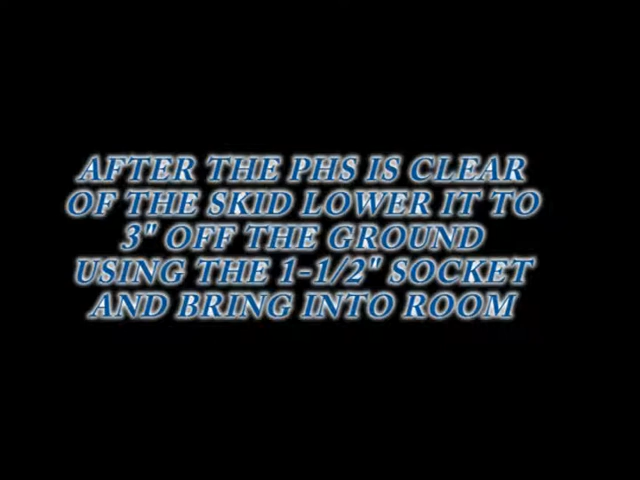 AFTER THE PHS IS CLEAR
OF THE SKID LOWER IT TO
3" OFF THE GROUND
USING THE 1-1/2" SOCKET
AND BRING INTO ROOM